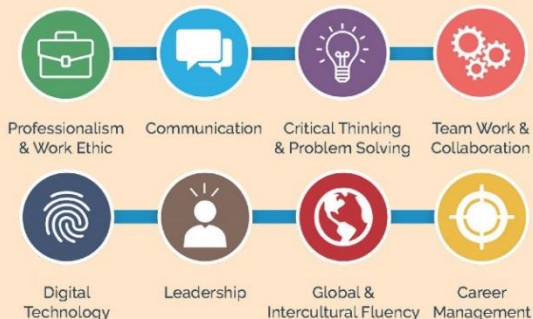 Professionalism
& Work Ethic
Communication
Critical Thinking
& Problem Solving
Team Work &
Collaboration
Digital
Technology
Leadership
Global &
Intercultural Fluency
Career
Management